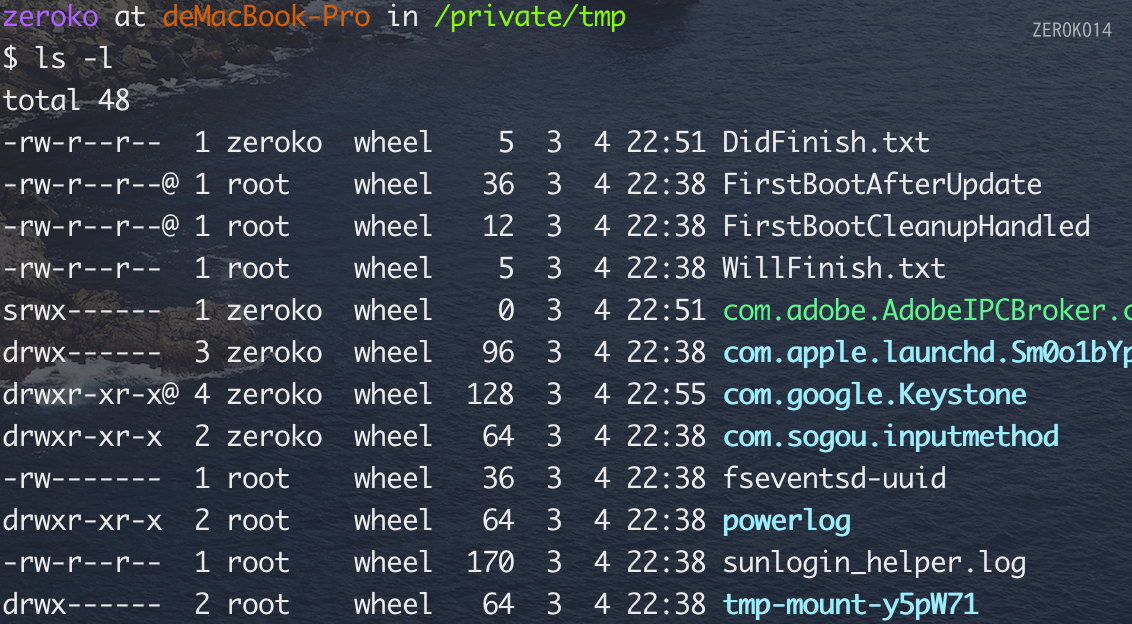 zeroko at deMacBook-Pro in /private/tmp
ZEROKO14
$ ls -l
total 48
-rw-r--r--  1 zeroko  wheel    5  3  4 22:51 DidFinish.txt
-rw-r--r--@ 1 root    wheel   36  3  4 22:38 FirstBootAfterUpdate
-rw-r--r--@ 1 root    wheel   12  3  4 22:38 FirstBootCleanupHandled
-rw-r--r--  1 root    wheel    5  3  4 22:38 WillFinish.txt
srwx------  1 zeroko  wheel    0  3  4 22:51 com.adobe.AdobeIPCBroker.c
drwx------  3 zeroko  wheel   96  3  4 22:38 com.apple.launchd.Sm0o1bYp
drwxr-xr-x@ 4 zeroko  wheel  128  3  4 22:55 com.google.Keystone
drwxr-xr-x  2 zeroko  wheel   64  3  4 22:38 com.sogou.inputmethod
-rw-------  1 root    wheel   36  3  4 22:38 fseventsd-uuid
drwxr-xr-x  2 root    wheel   64  3  4 22:38 powerlog
-rw-r--r--  1 root    wheel  170  3  4 22:38 sunlogin_helper.log
drwx------  2 root    wheel   64  3  4 22:38 tmp-mount-y5pW71